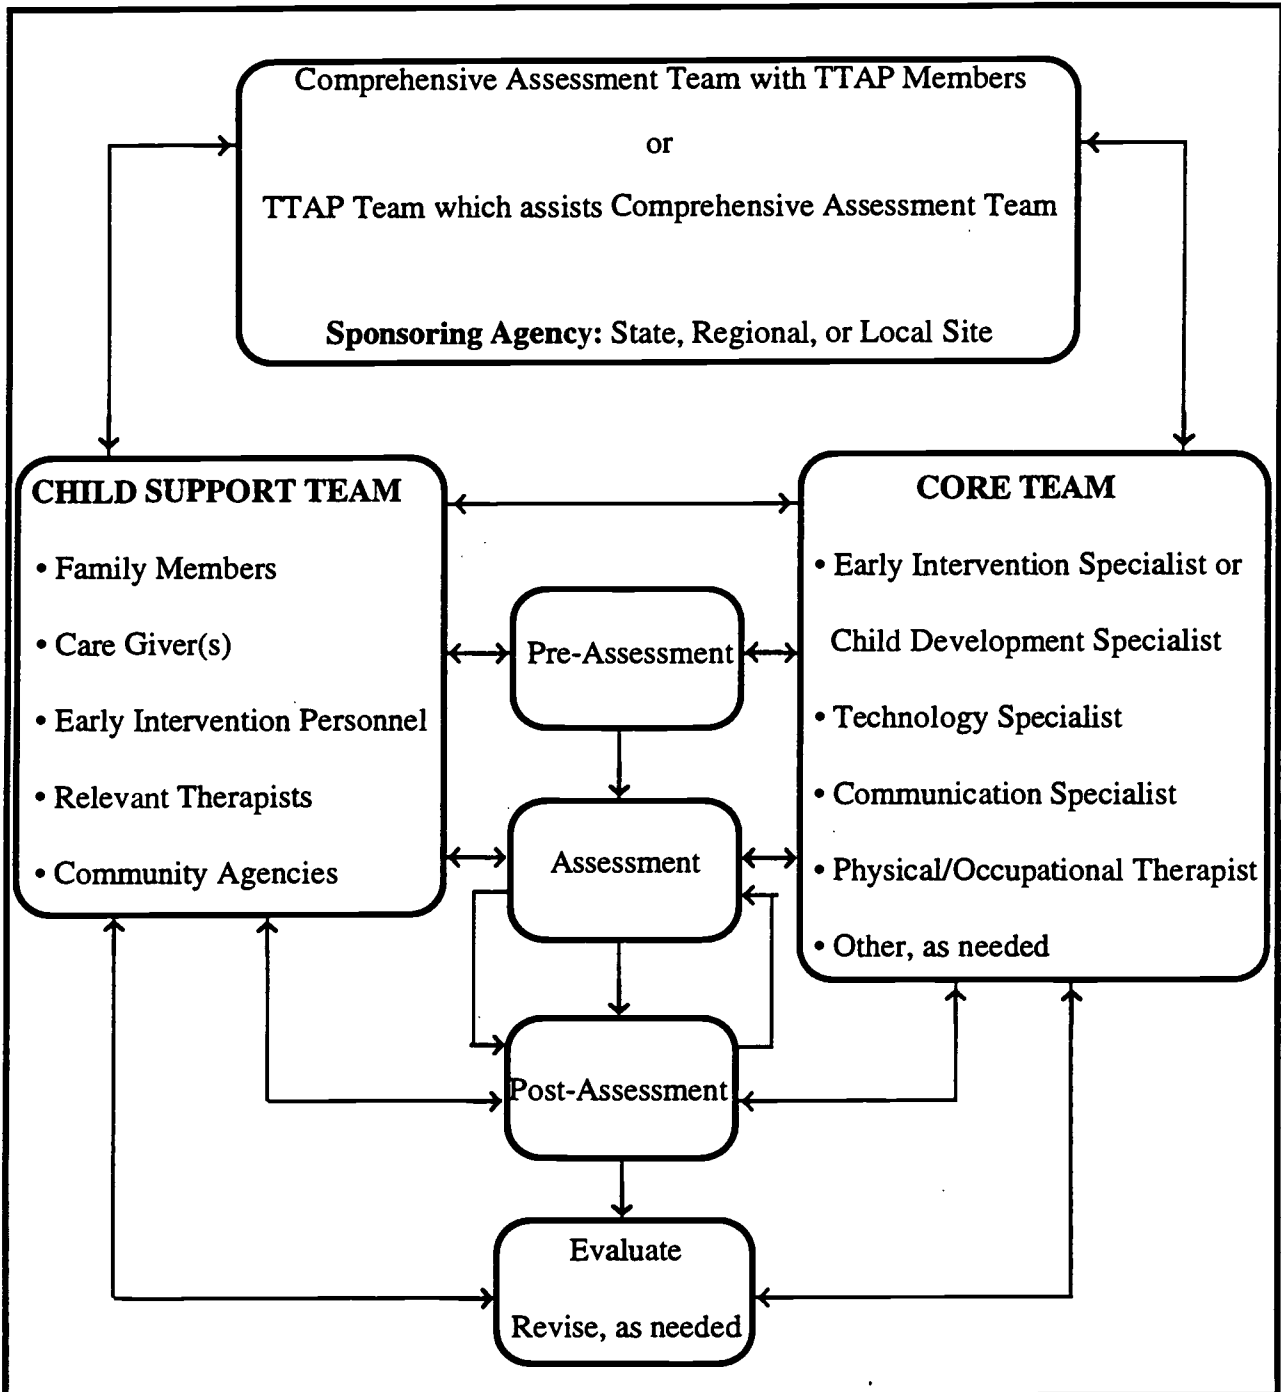 Comprehensive Assessment Team with TTAP Members
or
TTAP Team which assists Comprehensive Assessment Team
Sponsoring Agency: State, Regional, or Local Site
CHILD SUPPORT TEAM
• Family Members
• Care Giver(s)
• Early Intervention Personnel
• Relevant Therapists
• Community Agencies
Pre-Assessment
Assessment
Post-Assessment
Evaluate
Revise, as needed
CORE TEAM
• Early Intervention Specialist or
Child Development Specialist
• Technology Specialist
• Communication Specialist
• Physical/Occupational Therapist
• Other, as needed